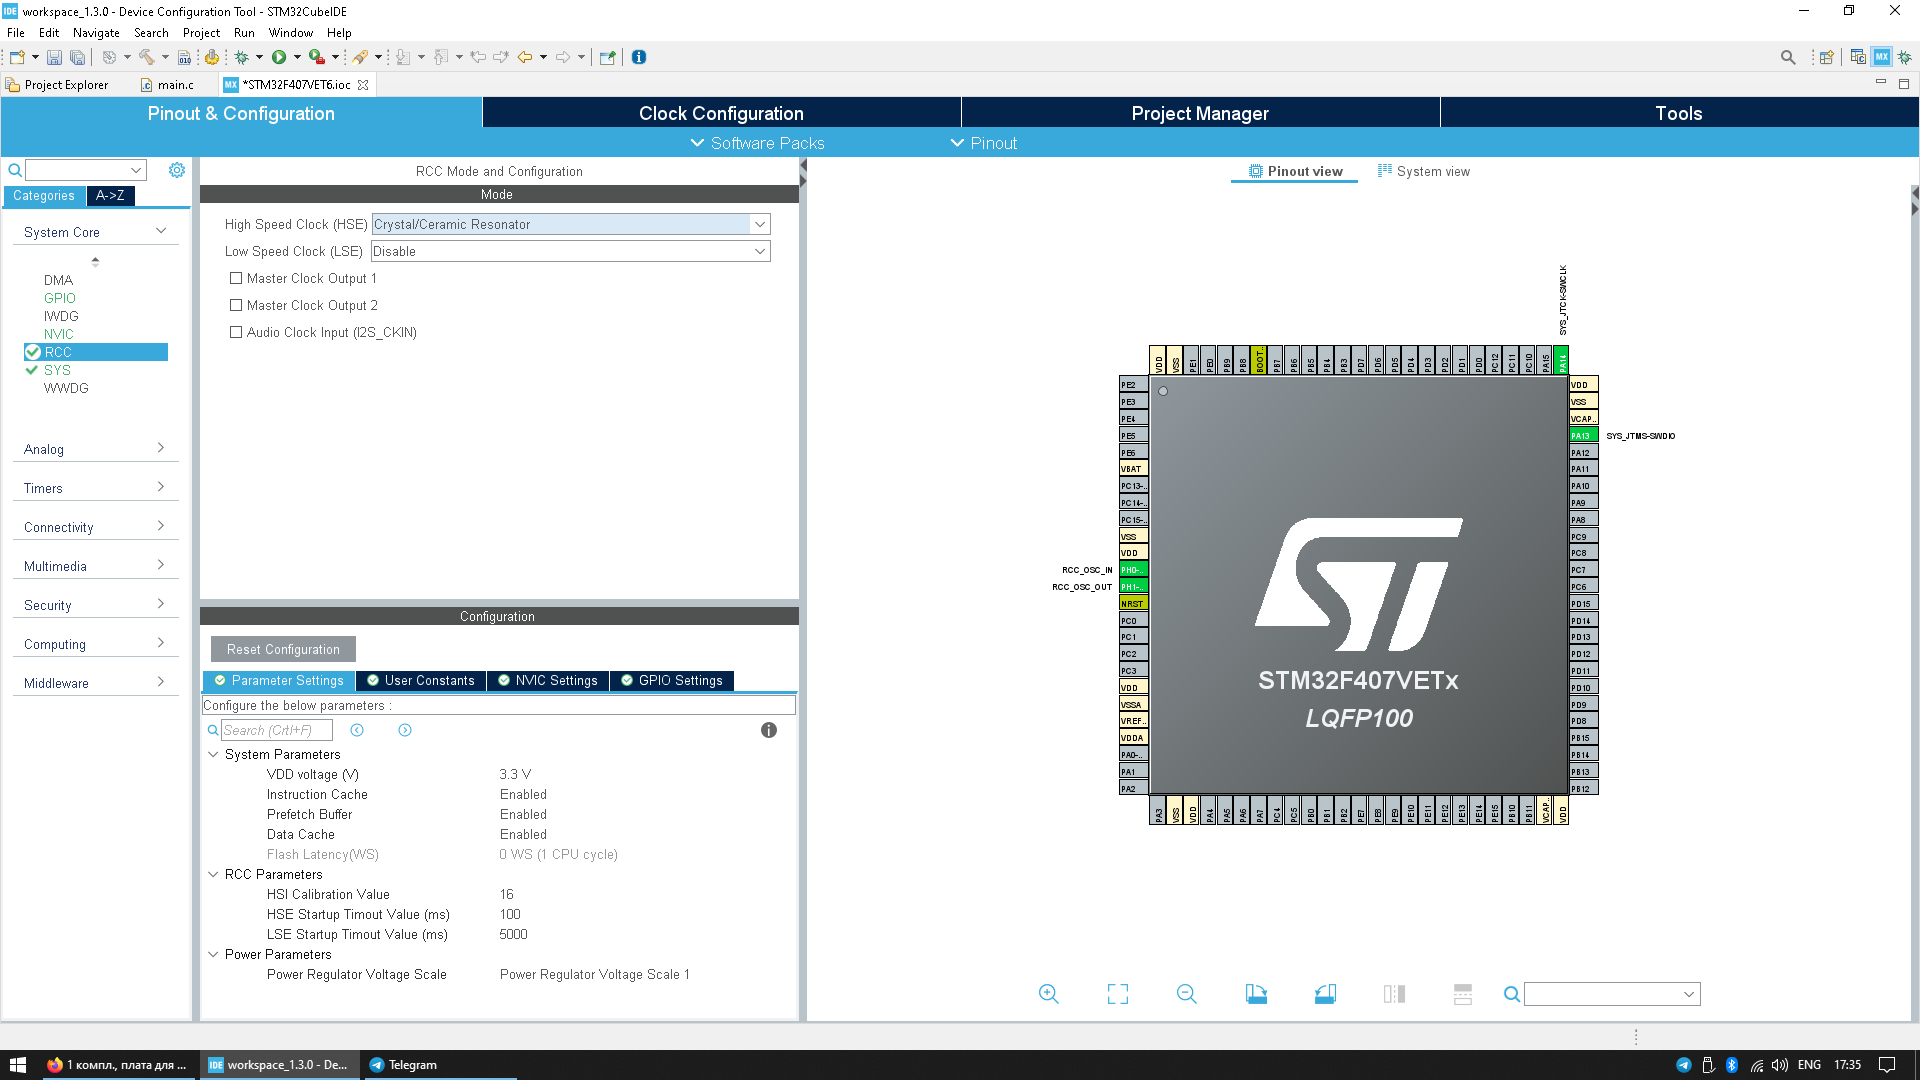 workspace_1.3.0 - Device Configuration Tool - STM32CubeIDE
File Edit Navigate Search Project Run Window Help
Project Explorer
main.c
*STM32F407VET6.ioc
Pinout & Configuration
Clock Configuration
Project Manager
Tools
Software Packs
Pinout
Categories
A->Z
System Core
DMA
GPIO
IWDG
NVIC
RCC
SYS
WWDG
Analog
Timers
Connectivity
Multimedia
Security
Computing
Middleware
RCC Mode and Configuration
Mode
High Speed Clock (HSE) Crystal/Ceramic Resonator
Low Speed Clock (LSE) Disable
Master Clock Output 1
Master Clock Output 2
Audio Clock Input (I2S_CKIN)
Configuration
Reset Configuration
Parameter Settings
User Constants
NVIC Settings
GPIO Settings
Configure the below parameters :
Search (Crtl+F)
System Parameters
VDD voltage (V) 3.3 V
Instruction Cache Enabled
Prefetch Buffer Enabled
Data Cache Enabled
Flash Latency(WS) 0 WS (1 CPU cycle)
RCC Parameters
HSI Calibration Value 16
HSE Startup Timout Value (ms) 100
LSE Startup Timout Value (ms) 5000
Power Parameters
Power Regulator Voltage Scale Power Regulator Voltage Scale 1
Pinout view
System view
SYS_JTCK-SWCLK
VDD VSS PE1 PE0 PB9 PB8 BOOT.. PB7 PB6 PB5 PB4 PB3 PD7 PD6 PD5 PD4 PD3 PD2 PD1 PD0 PC12 PC11 PC10 PA15 PA14
PE2
PE3
PE4
PE5
PE6
VBAT
PC13-..
PC14-..
PC15-..
VSS
VDD
RCC_OSC_IN PH0-..
RCC_OSC_OUT PH1-..
NRST
PC0
PC1
PC2
PC3
VDD
VSSA
VREF..
VDDA
PA0-..
PA1
PA2
STM32F407VETx
LQFP100
VDD
VSS
VCAP..
PA13 SYS_JTMS-SWDIO
PA12
PA11
PA10
PA9
PA8
PC9
PC8
PC7
PC6
PD15
PD14
PD13
PD12
PD11
PD10
PD9
PD8
PB15
PB14
PB13
PB12
PA3 VSS VDD PA4 PA5 PA6 PA7 PC4 PC5 PB0 PB1 PB2 PE7 PE8 PE9 PE10 PE11 PE12 PE13 PE14 PE15 PB10 PB11 VCAP.. VDD
1 компл., плата для ...
IDE workspace_1.3.0 - De...
Telegram
ENG 17:35